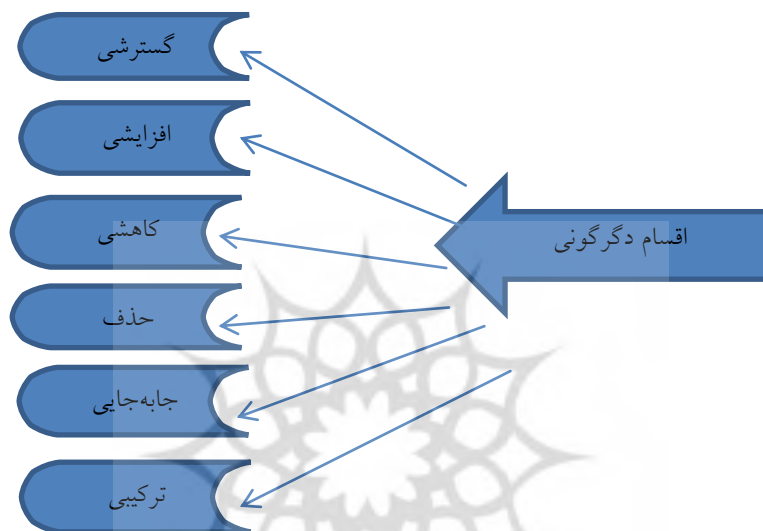 اقسام دگرگونی
گسترشی
افزایشی
کاهشی
حذف
جابه‌جایی
ترکیبی